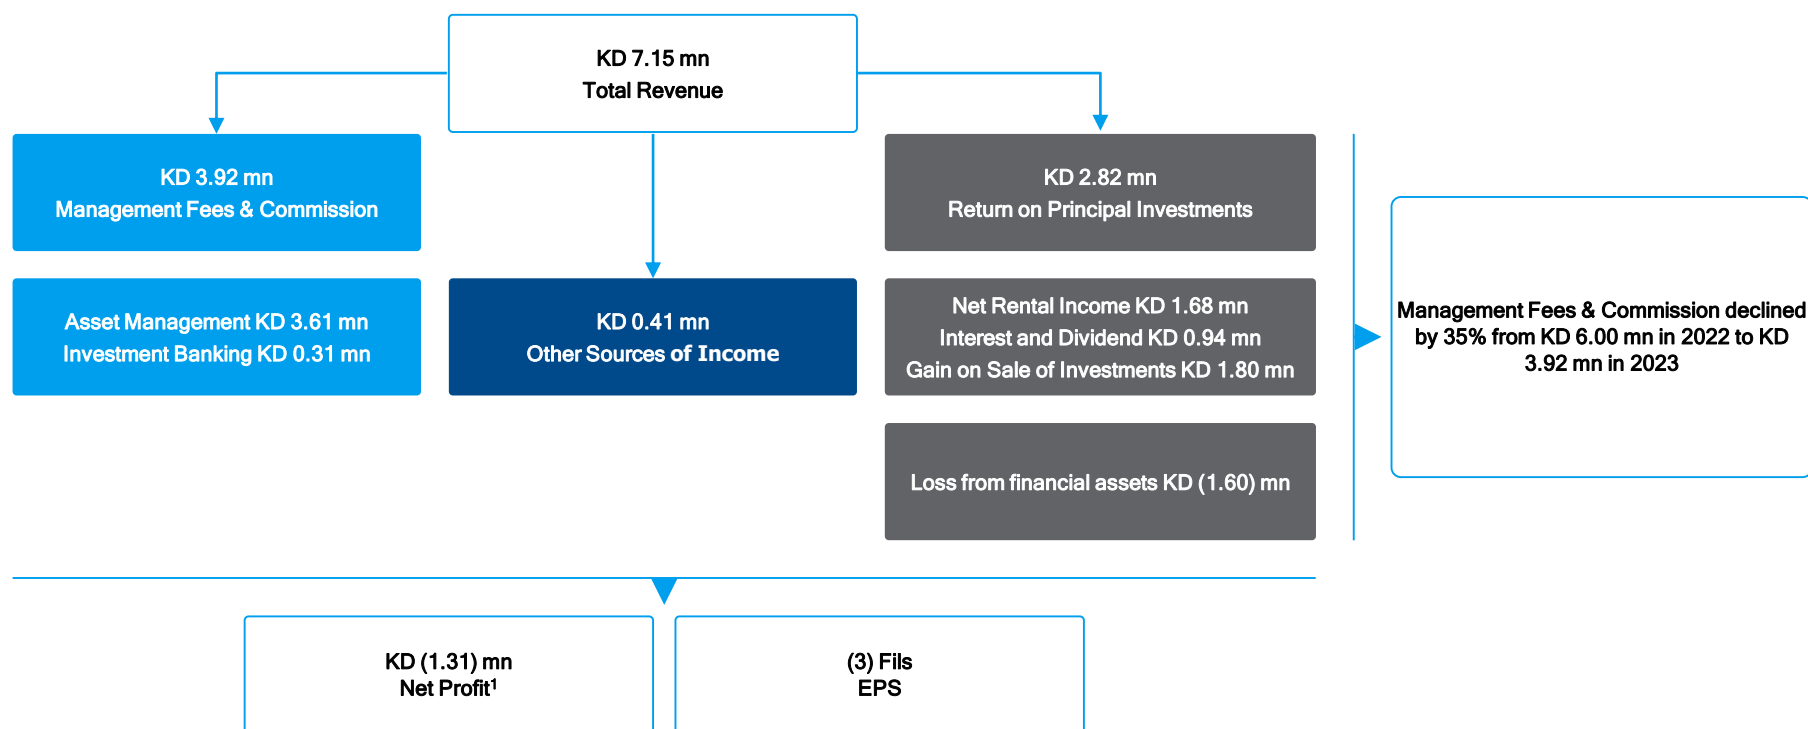 KD 7.15 mn
Total Revenue
KD 3.92 mn
Management Fees & Commission
KD 2.82 mn
Return on Principal Investments
Asset Management KD 3.61 mn
Investment Banking KD 0.31 mn
KD 0.41 mn
Other Sources of Income
Net Rental Income KD 1.68 mn
Interest and Dividend KD 0.94 mn
Gain on Sale of Investments KD 1.80 mn
Loss from financial assets KD (1.60) mn
Management Fees & Commission declined
by 35% from KD 6.00 mn in 2022 to KD
3.92 mn in 2023
KD (1.31) mn
Net Profit¹
(3) Fils
EPS